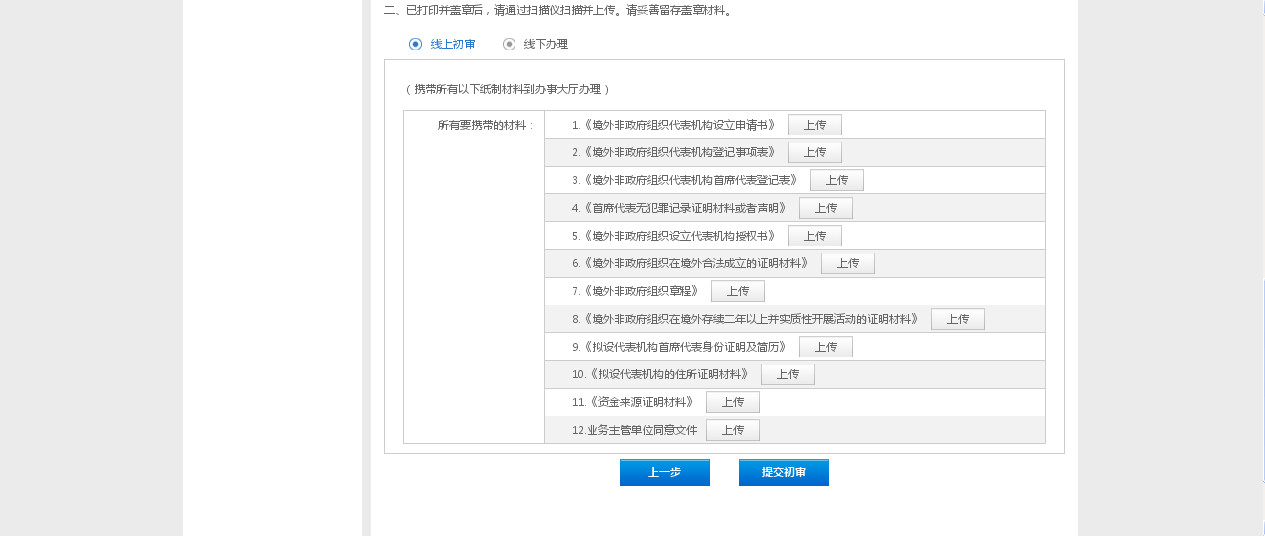 二、已打印并盖章后，请通过扫描仪扫描并上传。请妥善留存盖章材料。
线上初审 线下办理
（ 携带所有以下纸制材料到办事大厅办理 ）
所有要携带的材料： 1.《境外非政府组织代表机构设立申请书》 上传
2.《境外非政府组织代表机构登记事项表》 上传
3.《境外非政府组织代表机构首席代表登记表》 上传
4.《首席代表无犯罪记录证明材料或者声明》 上传
5.《境外非政府组织设立代表机构授权书》 上传
6.《境外非政府组织在境外合法成立的证明材料》 上传
7.《境外非政府组织章程》 上传
8.《境外非政府组织在境外存续二年以上并实质性开展活动的证明材料》 上传
9.《拟设代表机构首席代表身份证明及简历》 上传
10.《拟设代表机构的住所证明材料》 上传
11.《资金来源证明材料》 上传
12.业务主管单位同意文件 上传
上一步 提交初审